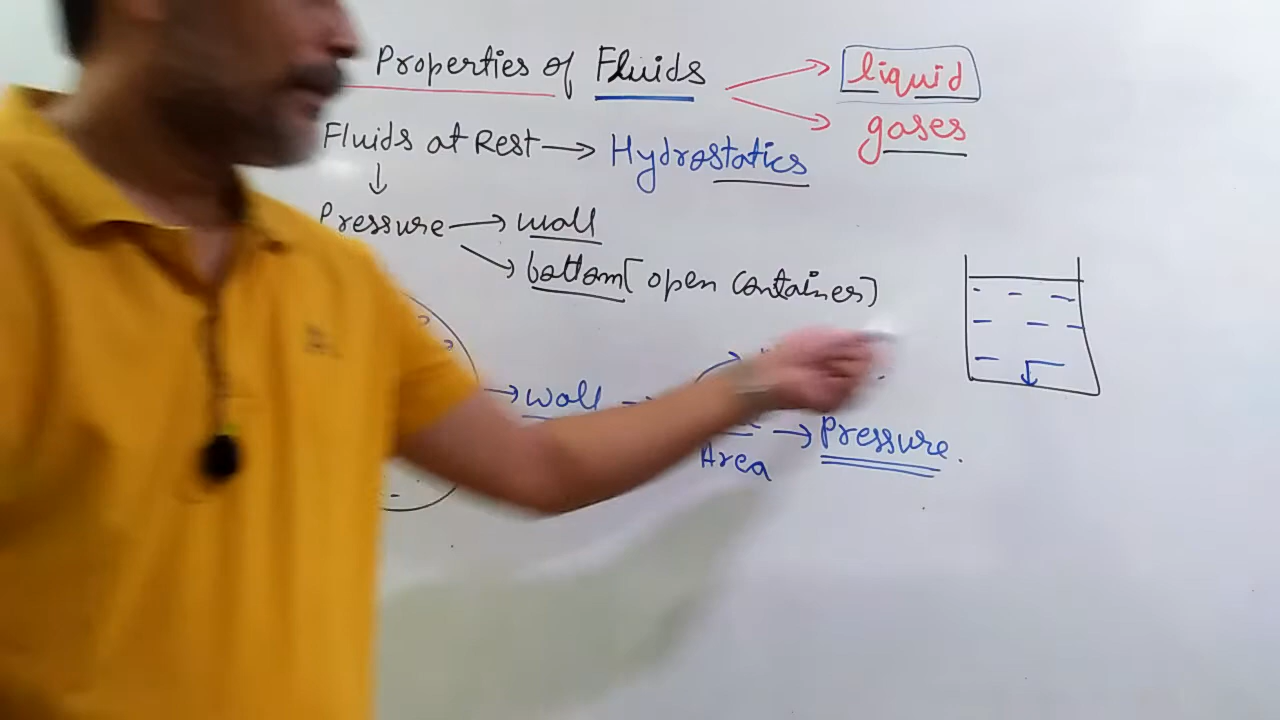 Properties of Fluids → liquid
→ gases
Fluids at Rest → Hydrostatics
↓
Pressure → wall
→ bottom [ open container ]
→ wall →
Area → Pressure.